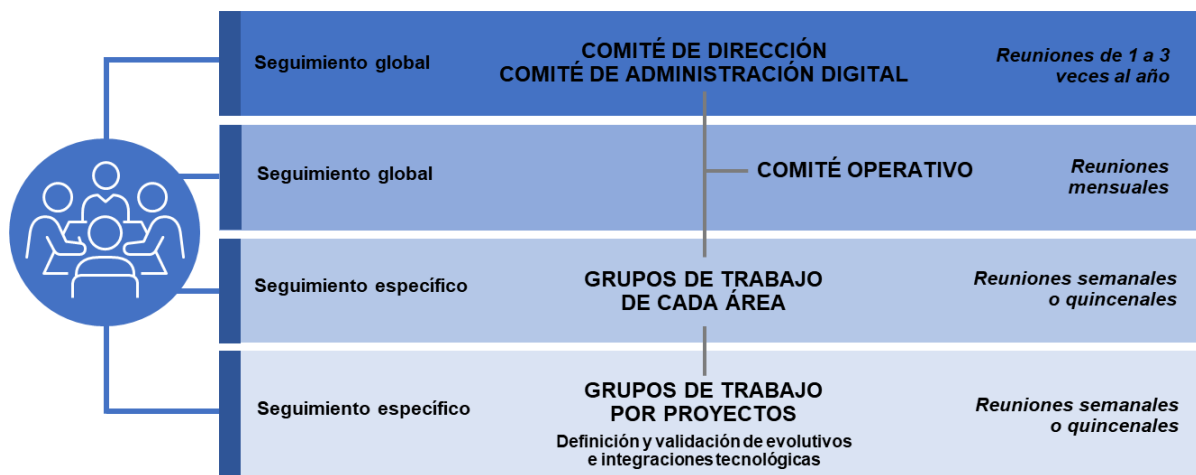 Seguimiento global
COMITÉ DE DIRECCIÓN
COMITÉ DE ADMINISTRACIÓN DIGITAL
Reuniones de 1 a 3
veces al año
Seguimiento global
COMITÉ OPERATIVO
Reuniones
mensuales
Seguimiento específico
GRUPOS DE TRABAJO
DE CADA ÁREA
Reuniones semanales
o quincenales
Seguimiento específico
GRUPOS DE TRABAJO
POR PROYECTOS
Definición y validación de evolutivos
e integraciones tecnológicas
Reuniones semanales
o quincenales